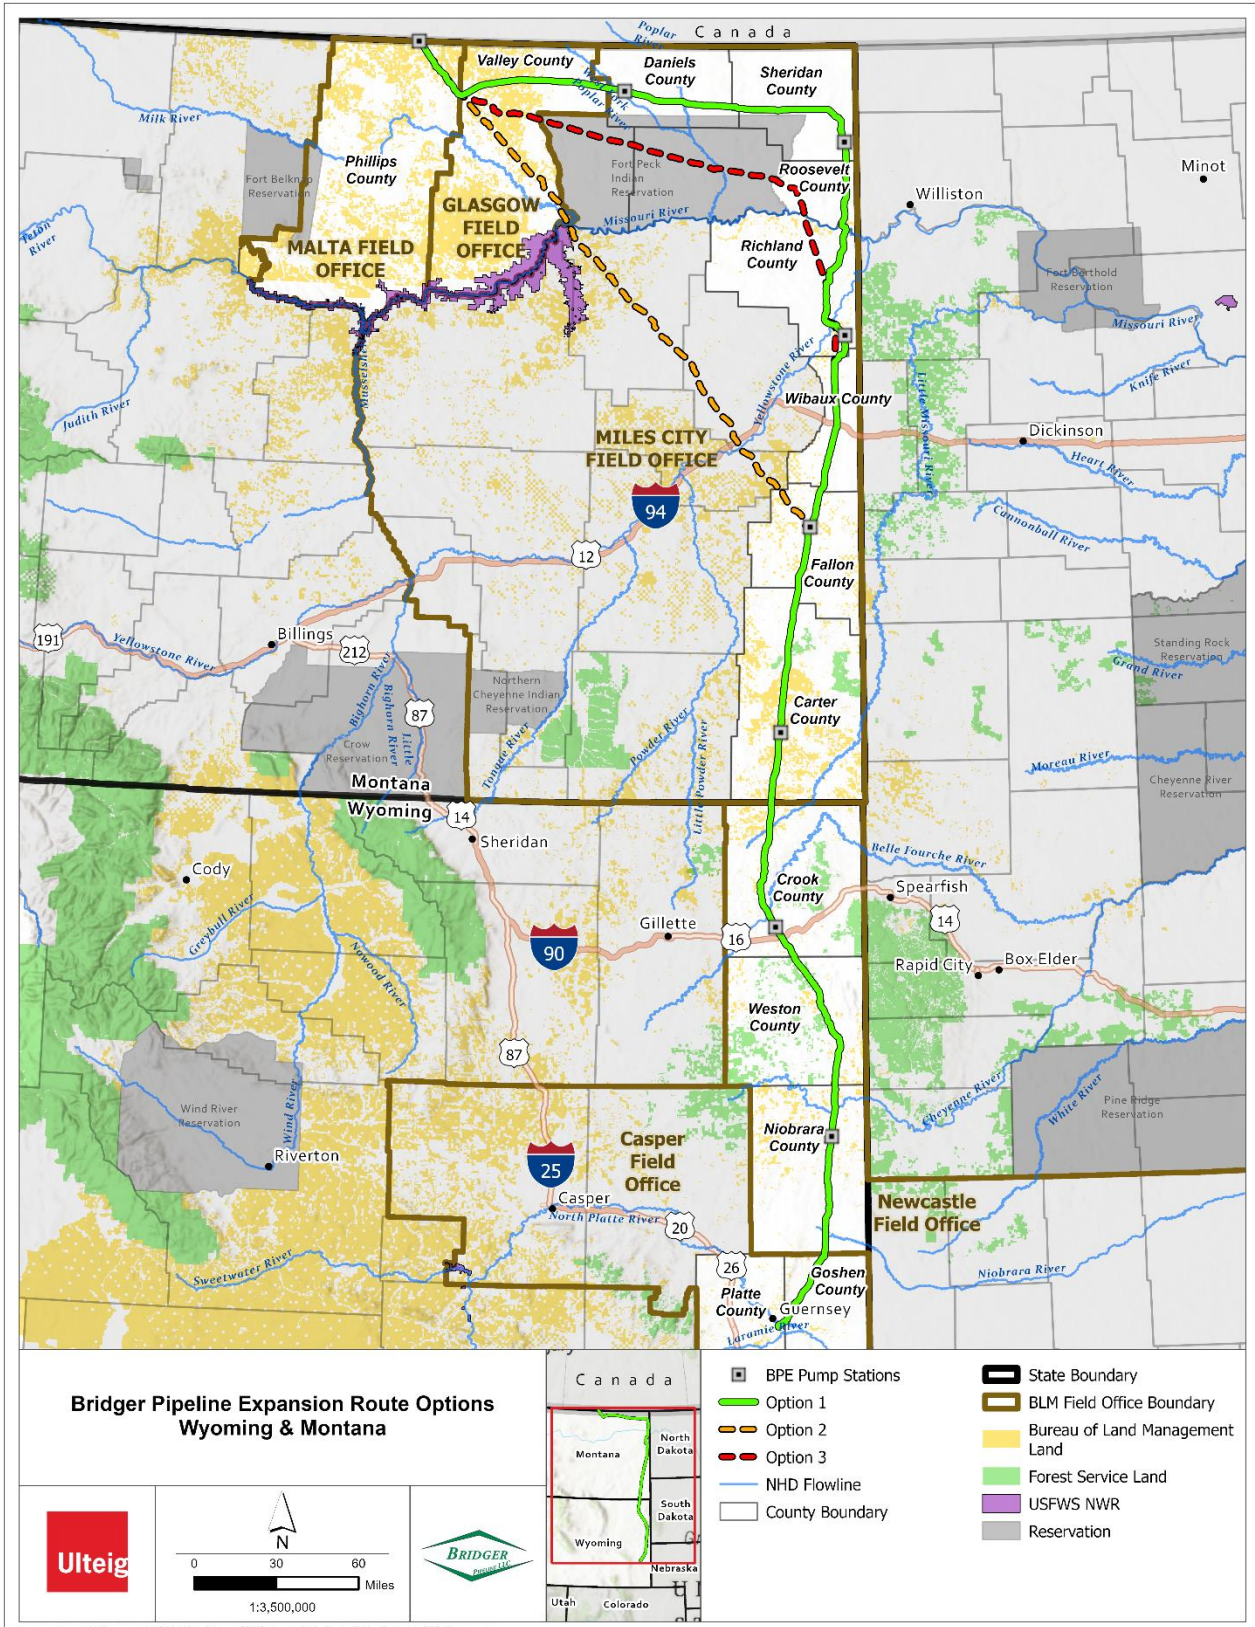 Canada
Poplar
River
Valley County
Daniels
County
Sheridan
County
West Fork
Poplar River
Milk River
Phillips
County
Fort Belknap
Reservation
Fort Peck
Indian
Reservation
Roosevelt
County
Minot
Williston
GLASGOW
FIELD
OFFICE
Missouri River
Teton
River
MALTA FIELD
OFFICE
Richland
County
Fort Berthold
Reservation
Missouri River
Knife River
Judith River
Yellowstone River
Little Missouri River
Wibaux County
MILES CITY
FIELD OFFICE
Dickinson
Heart River
94
Cannonball River
12
Fallon
County
191
Yellowstone River
Billings
212
Bighorn River
Little
Bighorn River
87
Crow
Reservation
Northern
Cheyenne Indian
Reservation
Tongue River
Powder River
Little Powder River
Carter
County
Standing Rock
Reservation
Grand River
Moreau River
Cheyenne River
Reservation
Montana
Wyoming
14
Sheridan
Belle Fourche River
Cody
Crook
County
Spearfish
14
Greybull River
Nowood River
90
Gillette
16
Rapid City
Box Elder
Weston
County
87
Wind River
Reservation
Wind River
Riverton
Cheyenne River
White River
Pine Ridge
Reservation
Niobrara
County
Casper
Field
Office
25
Casper
North Platte River
20
Newcastle
Field Office
Sweetwater River
26
Niobrara River
Goshen
County
Platte
County
Guernsey
Laramie River
Bridger Pipeline Expansion Route Options
Wyoming & Montana
Ulteig
N
0 30 60
Miles
1:3,500,000
BRIDGER
PIPELINE LLC
Canada
Montana
North
Dakota
South
Dakota
Wyoming
Nebraska
Utah
Colorado
BPE Pump Stations
Option 1
Option 2
Option 3
NHD Flowline
County Boundary
State Boundary
BLM Field Office Boundary
Bureau of Land Management
Land
Forest Service Land
USFWS NWR
Reservation